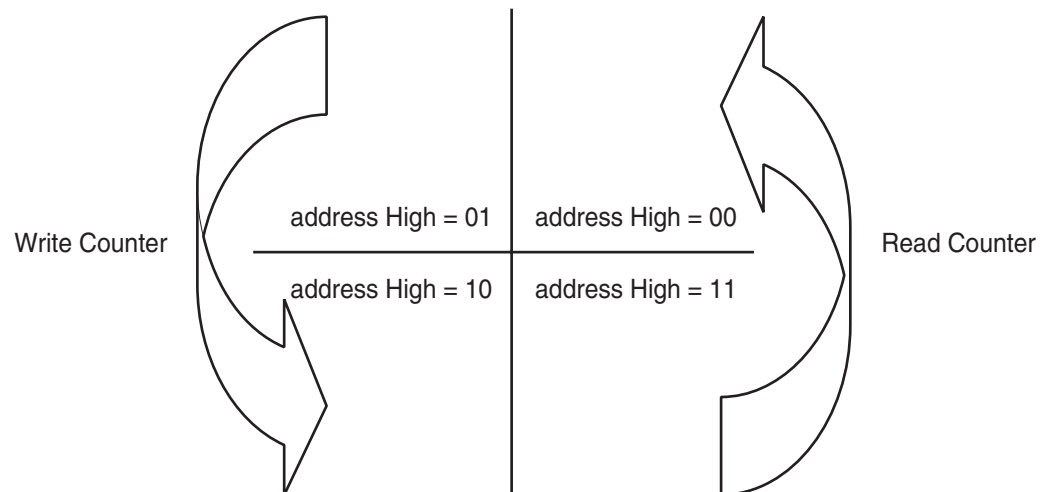 address High = 01
address High = 00
Write Counter
Read Counter
address High = 10
address High = 11